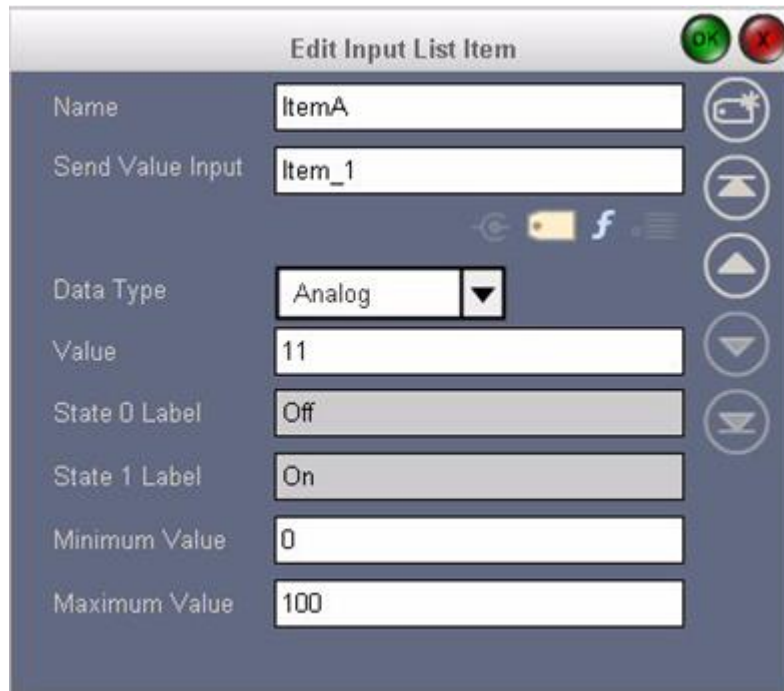 Edit Input List Item
OK X
Name ItemA
Send Value Input Item_1
f
Data Type Analog
Value 11
State 0 Label Off
State 1 Label On
Minimum Value 0
Maximum Value 100